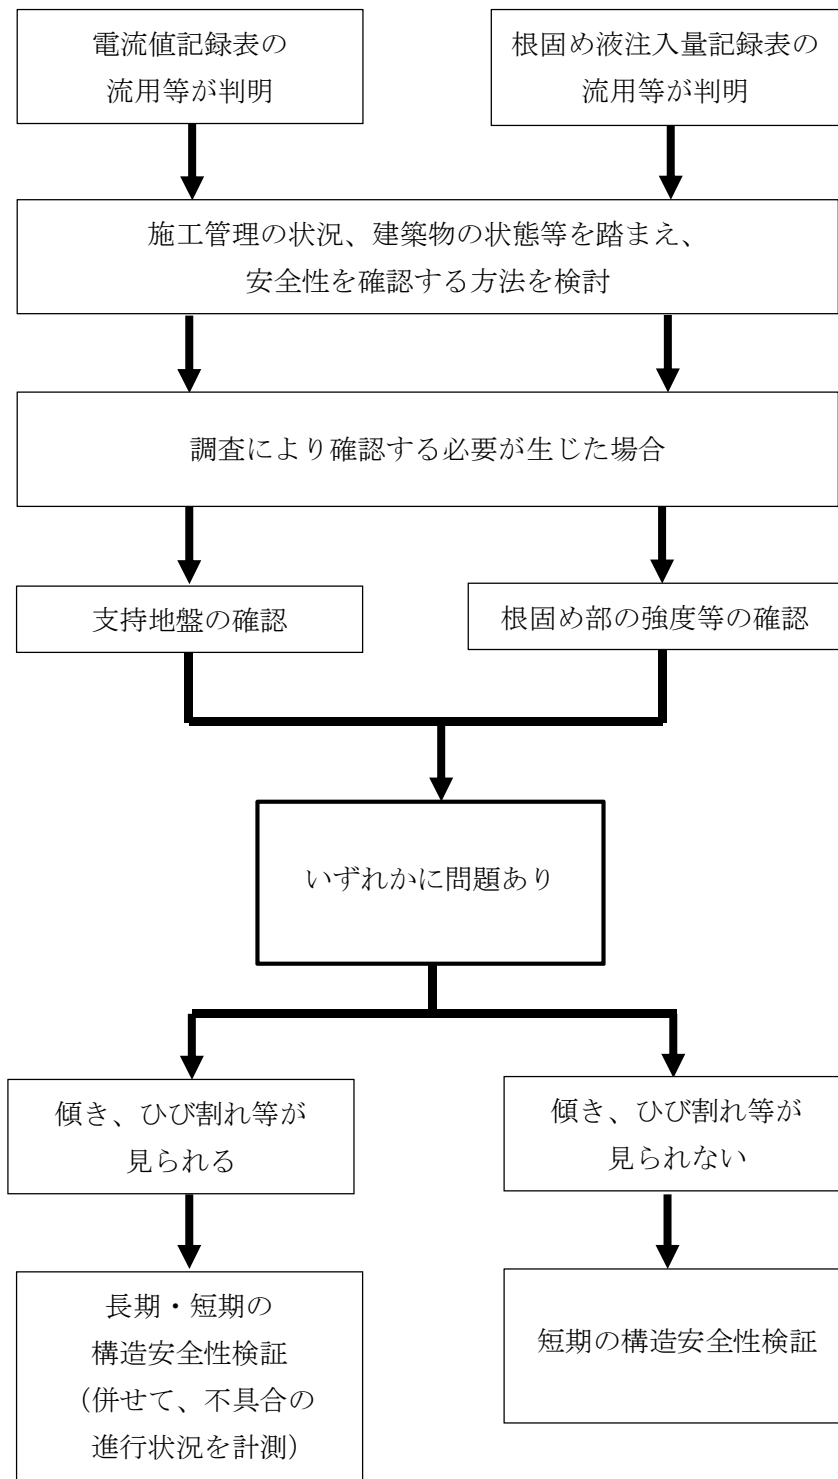 電流値記録表の
流用等が判明
根固め液注入量記録表の
流用等が判明
施工管理の状況、建築物の状態等を踏まえ、
安全性を確認する方法を検討
調査により確認する必要が生じた場合
支持地盤の確認
根固め部の強度等の確認
いずれかに問題あり
傾き、ひび割れ等が
見られる
傾き、ひび割れ等が
見られない
長期・短期の
構造安全性検証
（併せて、不具合の
進行状況を計測）
短期の構造安全性検証